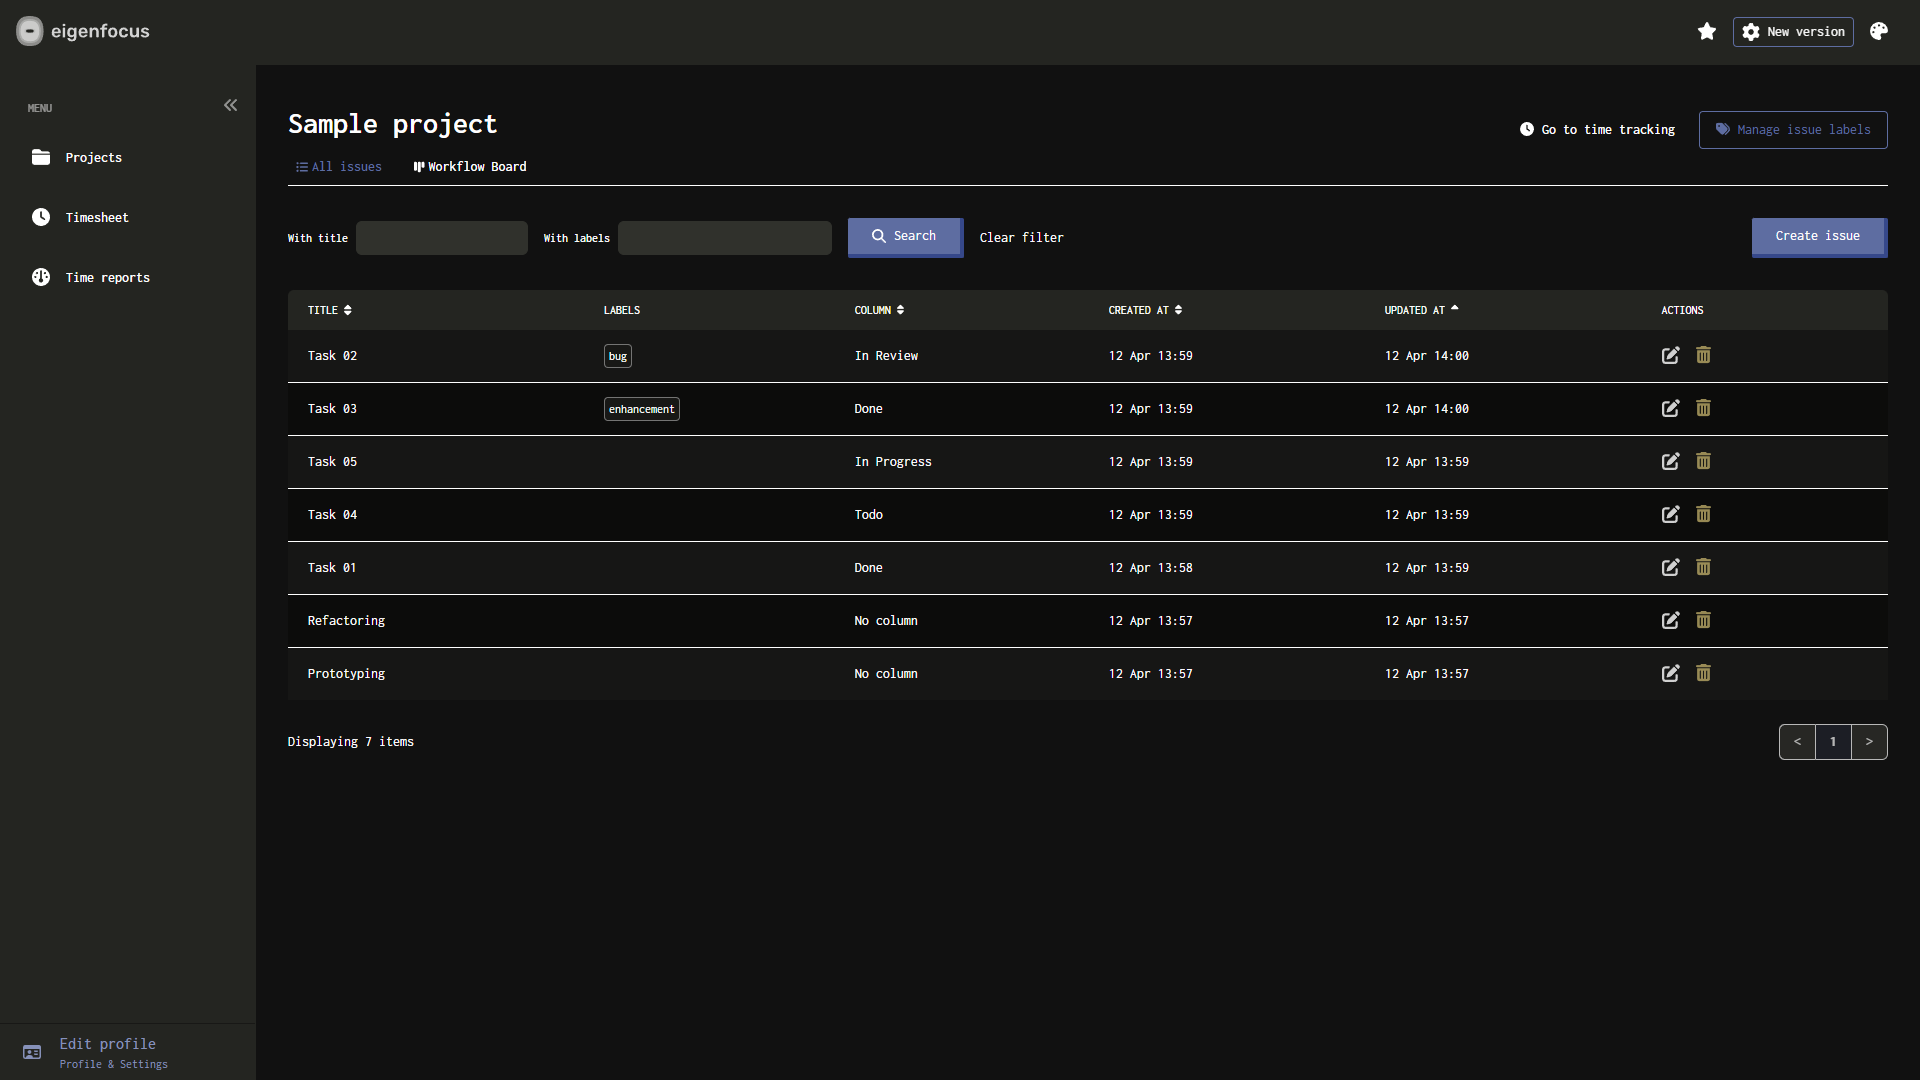 eigenfocus
New version
MENU
Projects
Timesheet
Time reports
Sample project
Go to time tracking
Manage issue labels
All issues
Workflow Board
With title
With labels
Search
Clear filter
Create issue
TITLE LABELS COLUMN CREATED AT UPDATED AT ACTIONS
Task 02 bug In Review 12 Apr 13:59 12 Apr 14:00
Task 03 enhancement Done 12 Apr 13:59 12 Apr 14:00
Task 05 In Progress 12 Apr 13:59 12 Apr 13:59
Task 04 Todo 12 Apr 13:59 12 Apr 13:59
Task 01 Done 12 Apr 13:58 12 Apr 13:59
Refactoring No column 12 Apr 13:57 12 Apr 13:57
Prototyping No column 12 Apr 13:57 12 Apr 13:57
Displaying 7 items
< 1 >
Edit profile
Profile & Settings